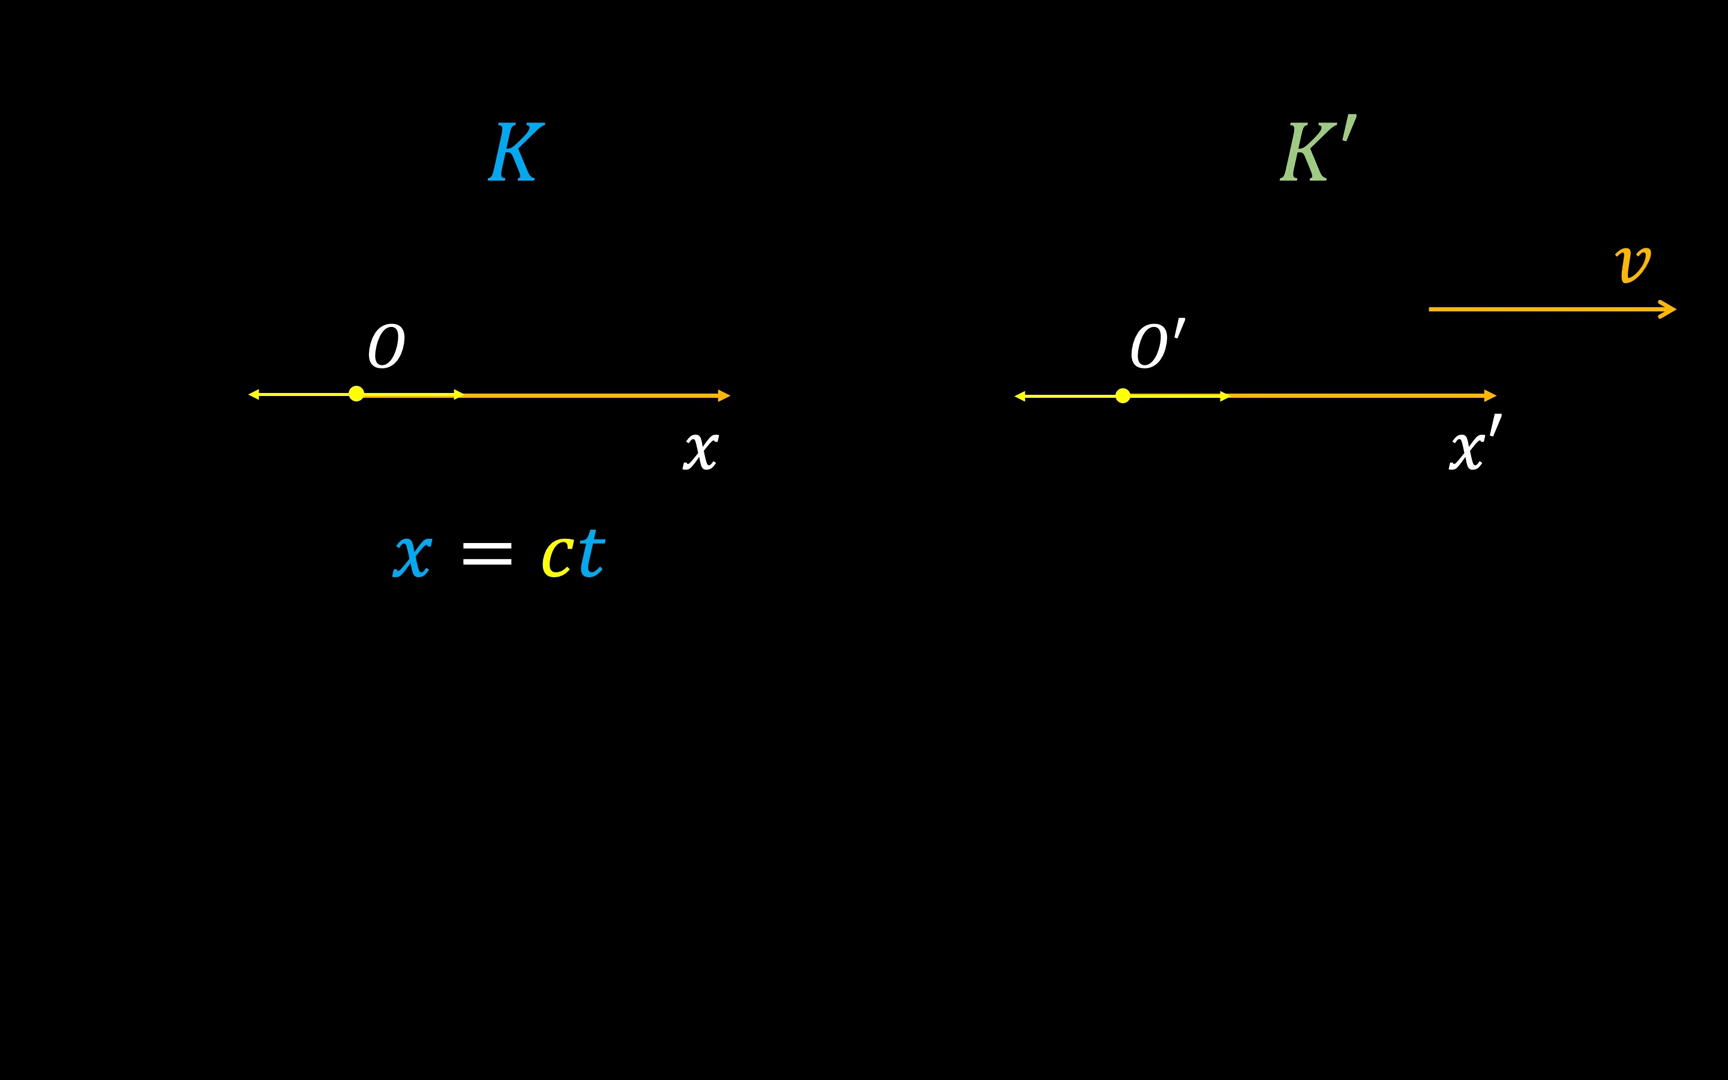 K K′
v
O O′
x x′
x = ct